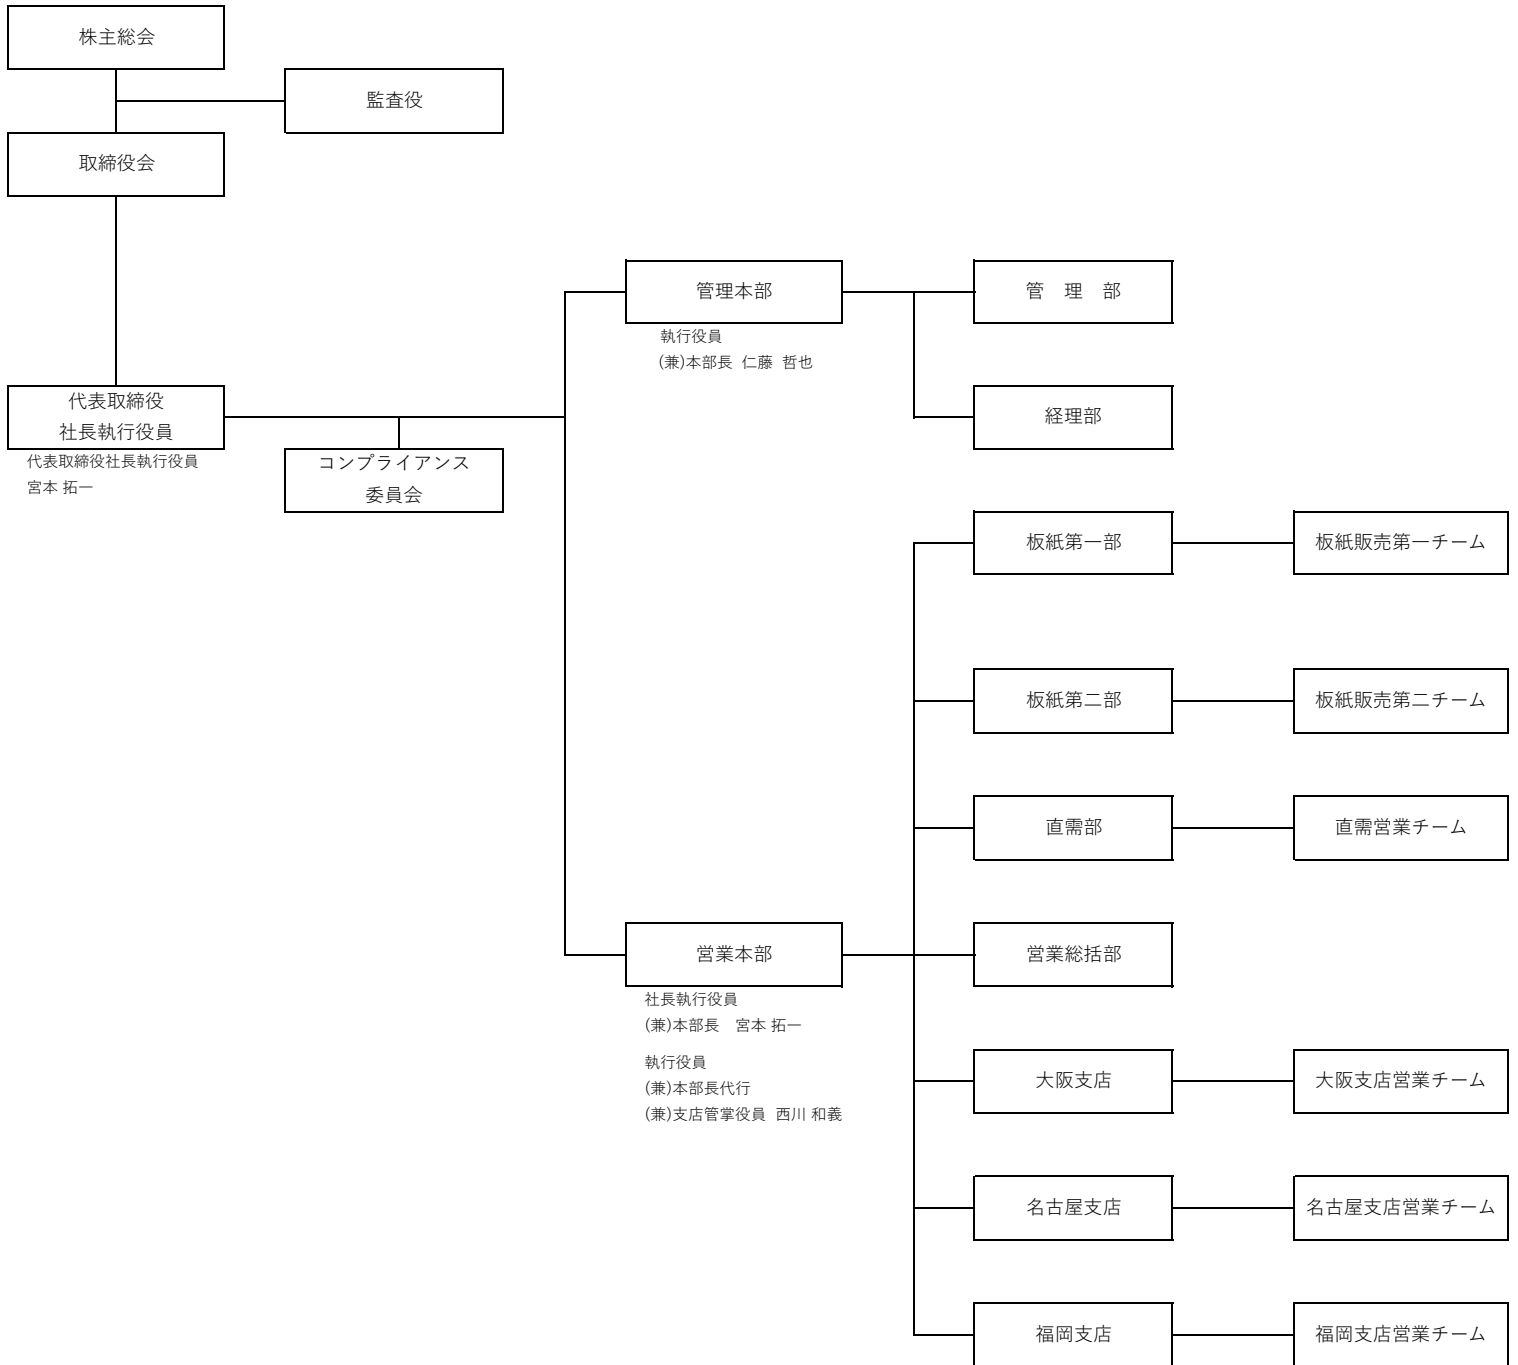 株主総会
監査役
取締役会
管理本部
執行役員
(兼)本部長 仁藤 哲也
管　理　部
経理部
代表取締役
社長執行役員
代表取締役社長執行役員
宮本 拓一
コンプライアンス
委員会
板紙第一部
板紙販売第一チーム
板紙第二部
板紙販売第二チーム
直需部
直需営業チーム
営業本部
社長執行役員
(兼)本部長　宮本 拓一
執行役員
(兼)本部長代行
(兼)支店管掌役員 西川 和義
営業総括部
大阪支店
大阪支店営業チーム
名古屋支店
名古屋支店営業チーム
福岡支店
福岡支店営業チーム